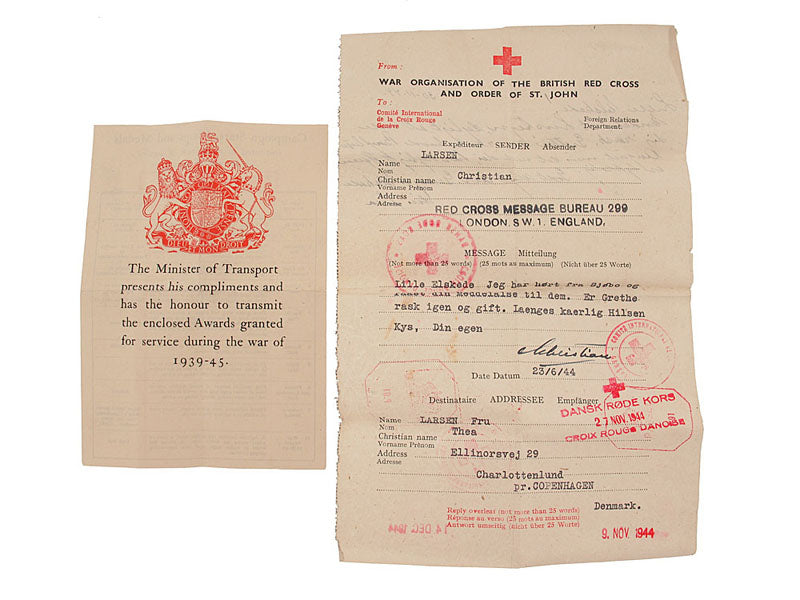 DIEU ET MON DROIT
The Minister of Transport
presents his compliments and
has the honour to transmit
the enclosed Awards granted
for service during the war of
1939-45.
From :
WAR ORGANISATION OF THE BRITISH RED CROSS
AND ORDER OF ST. JOHN
To :
Comité International
de la Croix Rouge
Genève
Foreign Relations
Department.
Expéditeur SENDER Absender
Name LARSEN
Nom
Christian name Christian
Vorname Prénom
Address
Adresse
RED CROSS MESSAGE BUREAU 299
LONDON, S.W.1. ENGLAND,
MESSAGE Mitteilung
(Not more than 25 words) (25 mots au maximum) (Nicht über 25 Worte)
Lille Elskede Jeg har hørt fra Sjøbo og
din Meddelalse til dem. Er Grethe
rask igen og gift. Laenges kaerlig Hilsen
Kys, Din egen
Christian
Date Datum 23/6/44
Destinataire ADDRESSEE Empfänger
DANSK RØDE KORS
27 NOV. 1944
CROIX ROUGE DANOISE
Name LARSEN Fru
Nom
Christian name Thea
Vorname Prénom
Address Ellinorsvej 29
Adresse
Charlottenlund
pr.COPENHAGEN
Denmark.
Reply overleaf (not more than 25 words)
Réponse au verso (25 mots au maximum)
Antwort umseitig (nicht über 25 Worte)
14 DEC. 1944
9. NOV. 1944